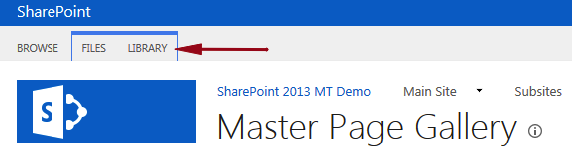 SharePoint
BROWSE FILES LIBRARY
S
SharePoint 2013 MT Demo Main Site Subsites
Master Page Gallery